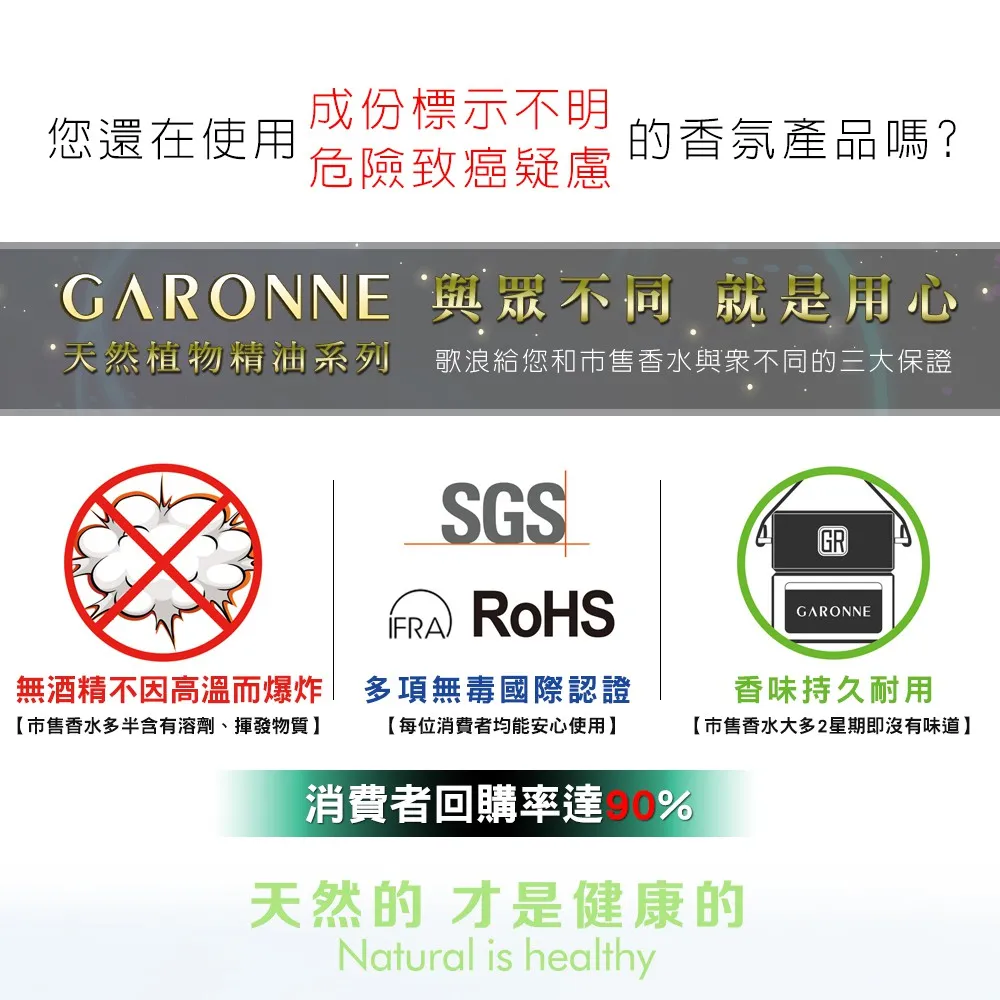 您還在使用
成份標示不明
危險致癌疑慮
的香氛產品嗎?
GARONNE
天然植物精油系列
與眾不同 就是用心
歌浪給您和市售香水與衆不同的三大保證
無酒精不因高溫而爆炸
【市售香水多半含有溶劑、揮發物質】
SGS
IFRA
RoHS
多項無毒國際認證
【每位消費者均能安心使用】
GR
GARONNE
香味持久耐用
【市售香水大多2星期即沒有味道】
消費者回購率達90%
天然的 才是健康的
Natural is healthy